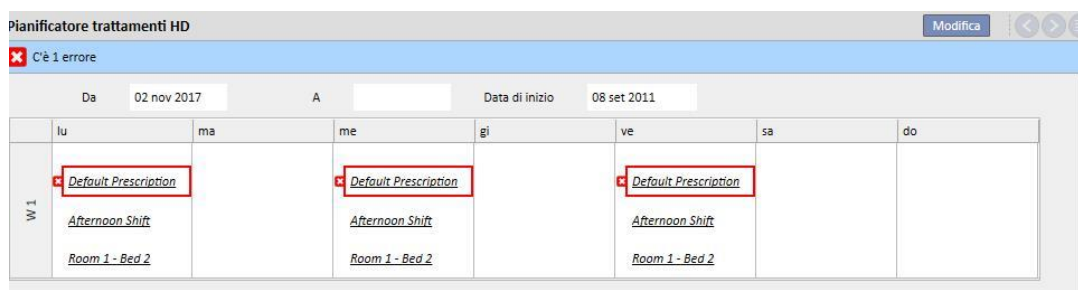 Pianificatore trattamenti HD Modifica
C'è 1 errore
Da 02 nov 2017 A Data di inizio 08 set 2011
lu ma me gi ve sa do
Default Prescription Default Prescription Default Prescription
W 1 Afternoon Shift Afternoon Shift Afternoon Shift
Room 1 - Bed 2 Room 1 - Bed 2 Room 1 - Bed 2